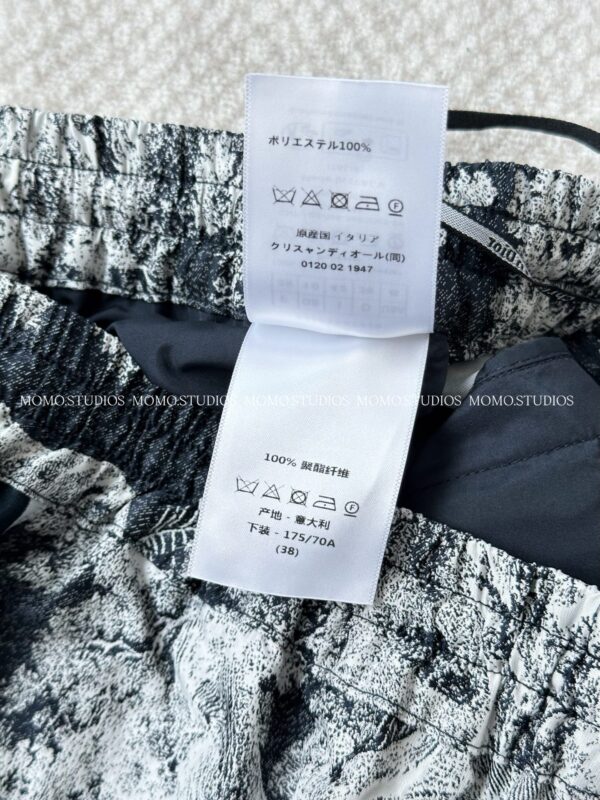 ポリエステル100%
F
原産国 イタリア
クリスチャンディオール(同)
0120 02 1947
MOMO.STUDIOS MOMO.STUDIOS MOMO.STUDIOS MOMO.STUDIOS MOMO.STUDIOS
100% 聚酯纤维
F
产地 - 意大利
下装 - 175/70A
(38)